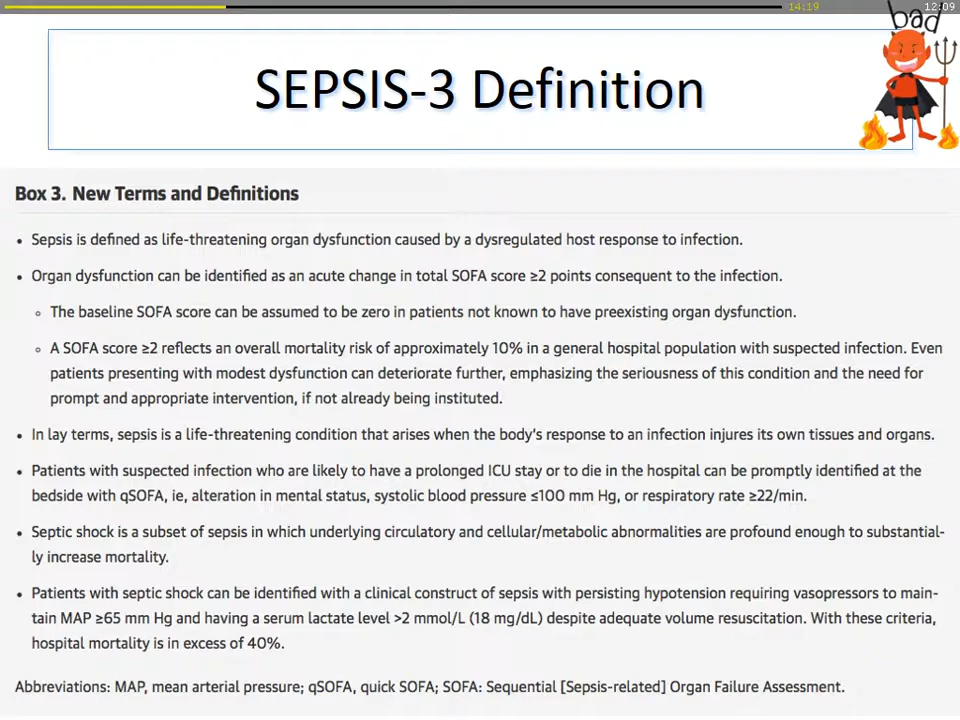 14:19
12:09
bad
SEPSIS-3 Definition
Box 3. New Terms and Definitions
• Sepsis is defined as life-threatening organ dysfunction caused by a dysregulated host response to infection.
• Organ dysfunction can be identified as an acute change in total SOFA score ≥2 points consequent to the infection.
◦ The baseline SOFA score can be assumed to be zero in patients not known to have preexisting organ dysfunction.
◦ A SOFA score ≥2 reflects an overall mortality risk of approximately 10% in a general hospital population with suspected infection. Even
patients presenting with modest dysfunction can deteriorate further, emphasizing the seriousness of this condition and the need for
prompt and appropriate intervention, if not already being instituted.
• In lay terms, sepsis is a life-threatening condition that arises when the body's response to an infection injures its own tissues and organs.
• Patients with suspected infection who are likely to have a prolonged ICU stay or to die in the hospital can be promptly identified at the
bedside with qSOFA, ie, alteration in mental status, systolic blood pressure ≤100 mm Hg, or respiratory rate ≥22/min.
• Septic shock is a subset of sepsis in which underlying circulatory and cellular/metabolic abnormalities are profound enough to substantial-
ly increase mortality.
• Patients with septic shock can be identified with a clinical construct of sepsis with persisting hypotension requiring vasopressors to main-
tain MAP ≥65 mm Hg and having a serum lactate level >2 mmol/L (18 mg/dL) despite adequate volume resuscitation. With these criteria,
hospital mortality is in excess of 40%.
Abbreviations: MAP, mean arterial pressure; qSOFA, quick SOFA; SOFA: Sequential [Sepsis-related] Organ Failure Assessment.